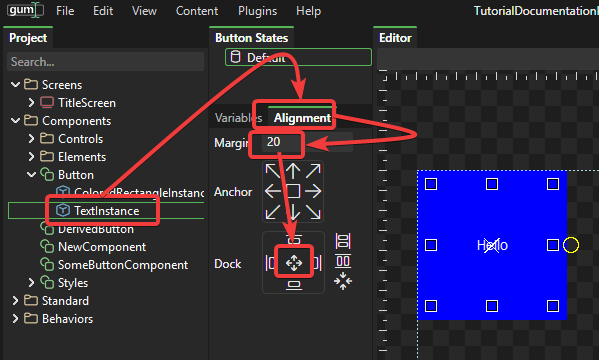 gum File Edit View Content Plugins Help TutorialDocumentation
Project
Search...
Screens
TitleScreen
Components
Controls
Elements
Button
ColoredRectangleInstance
TextInstance
DerivedButton
NewComponent
SomeButtonComponent
Styles
Standard
Behaviors
Button States
Default
Variables Alignment
Margin 20
Anchor
Dock
Editor
Hello